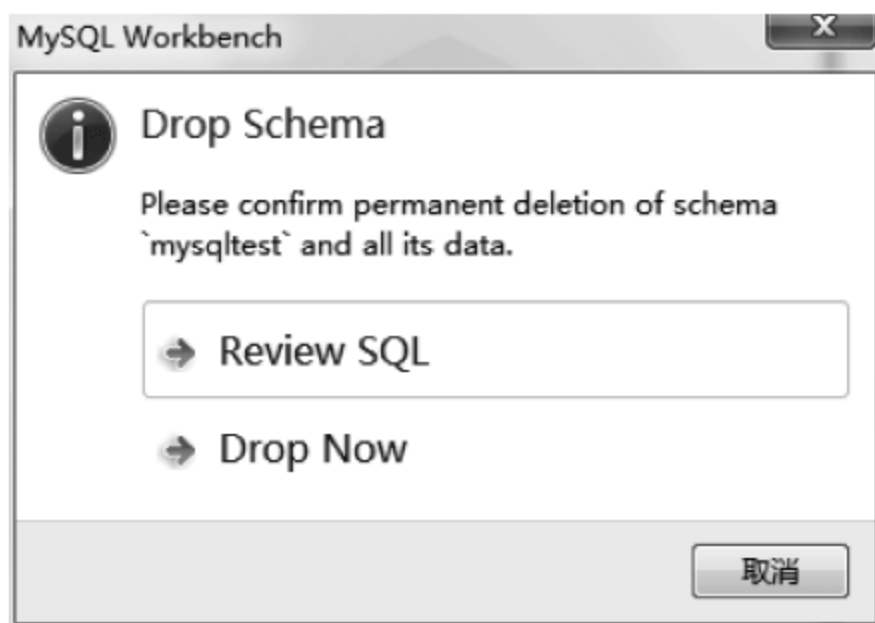 MySQL Workbench
Drop Schema
Please confirm permanent deletion of schema
`mysqltest` and all its data.
Review SQL
Drop Now
取消